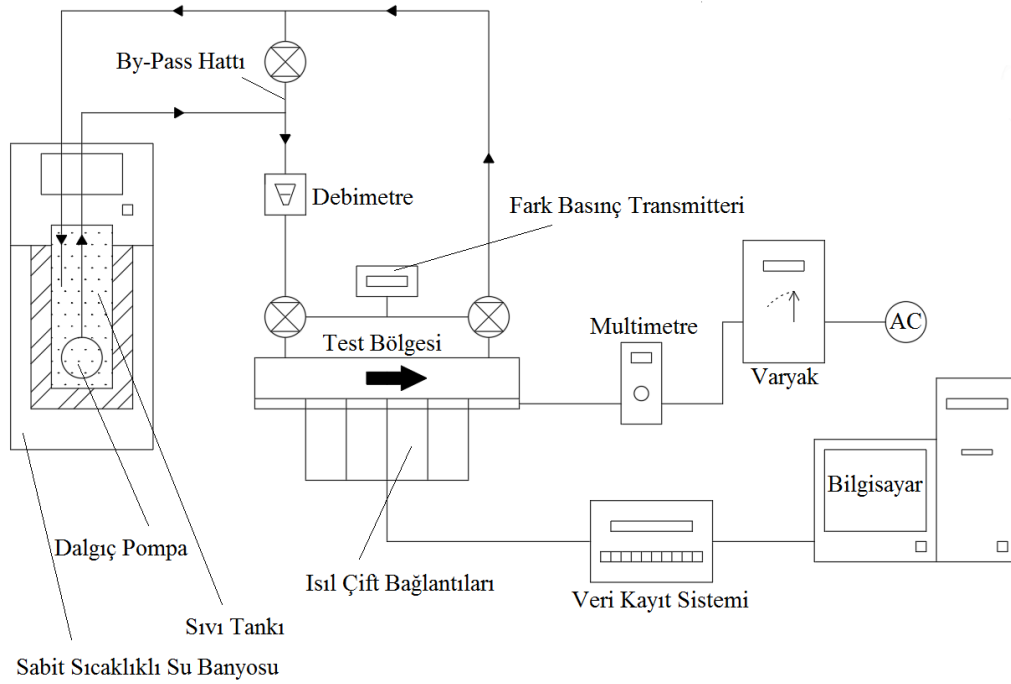 By-Pass Hattı
Debimetre
Fark Basınç Transmitteri
Test Bölgesi
Multimetre
AC
Varyak
Bilgisayar
Dalgıç Pompa
Isıl Çift Bağlantıları
Veri Kayıt Sistemi
Sıvı Tankı
Sabit Sıcaklıklı Su Banyosu